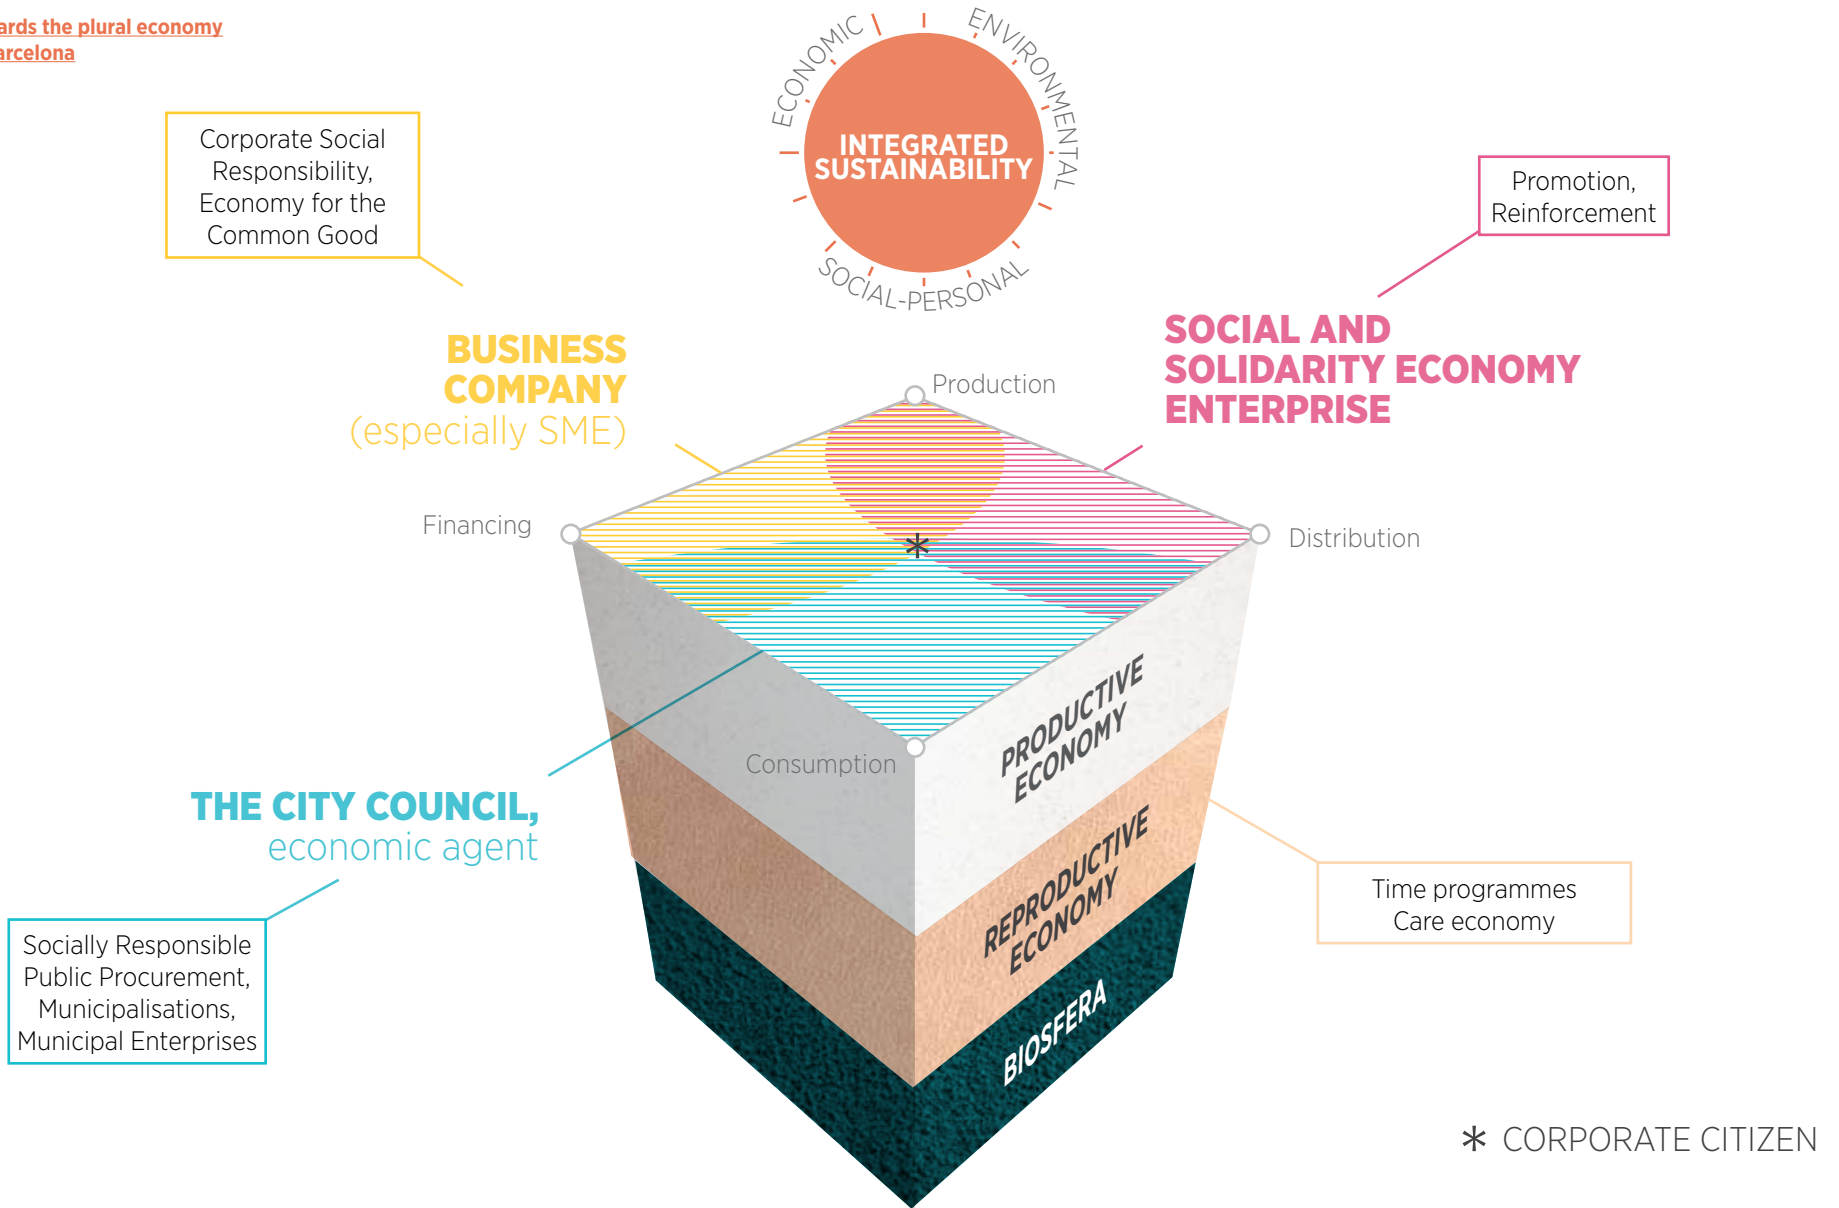 the plural economy
ECONOMIC
ENVIRONMENTAL
SOCIAL-PERSONAL
INTEGRATED
SUSTAINABILITY
Corporate Social
Responsibility,
Economy for the
Common Good
Promotion,
Reinforcement
BUSINESS
COMPANY
(especially SME)
SOCIAL AND
SOLIDARITY ECONOMY
ENTERPRISE
Production
Financing
Distribution
Consumption
PRODUCTIVE
ECONOMY
REPRODUCTIVE
ECONOMY
BIOSFERA
THE CITY COUNCIL,
economic agent
Socially Responsible
Public Procurement,
Municipalisations,
Municipal Enterprises
Time programmes
Care economy
* CORPORATE CITIZEN